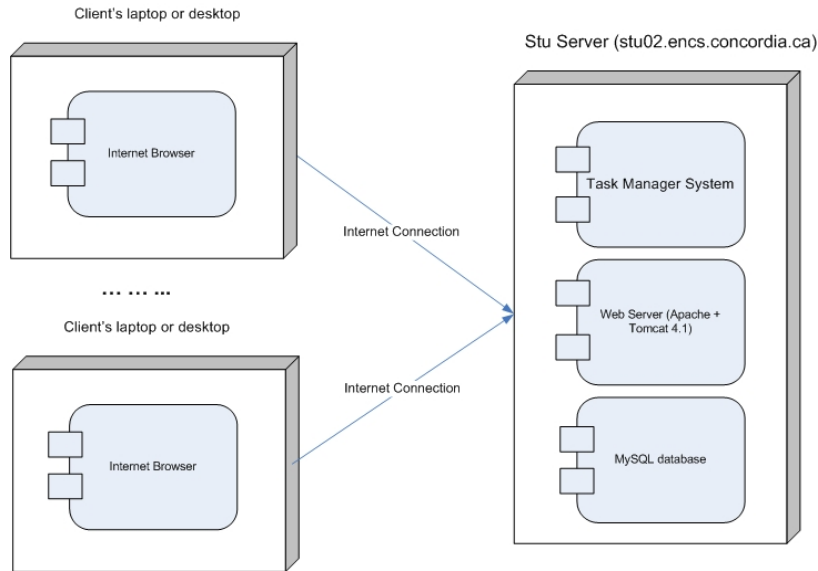 Client's laptop or desktop
Internet Browser
… … ...
Client's laptop or desktop
Internet Browser
Internet Connection
Internet Connection
Stu Server (stu02.encs.concordia.ca)
Task Manager System
Web Server (Apache +
Tomcat 4.1)
MySQL database